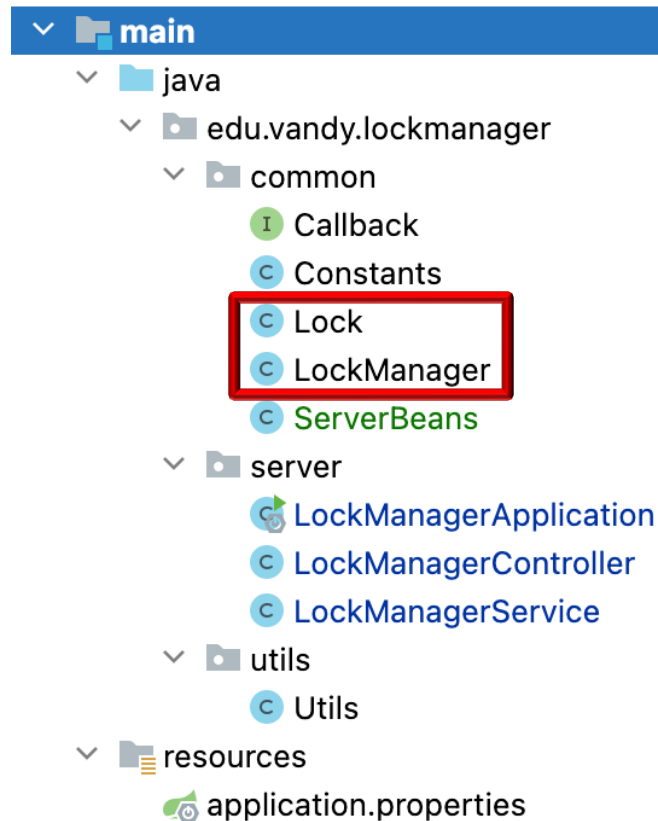 main
java
edu.vandy.lockmanager
common
I Callback
C Constants
C Lock
C LockManager
C ServerBeans
server
C LockManagerApplication
C LockManagerController
C LockManagerService
utils
C Utils
resources
application.properties